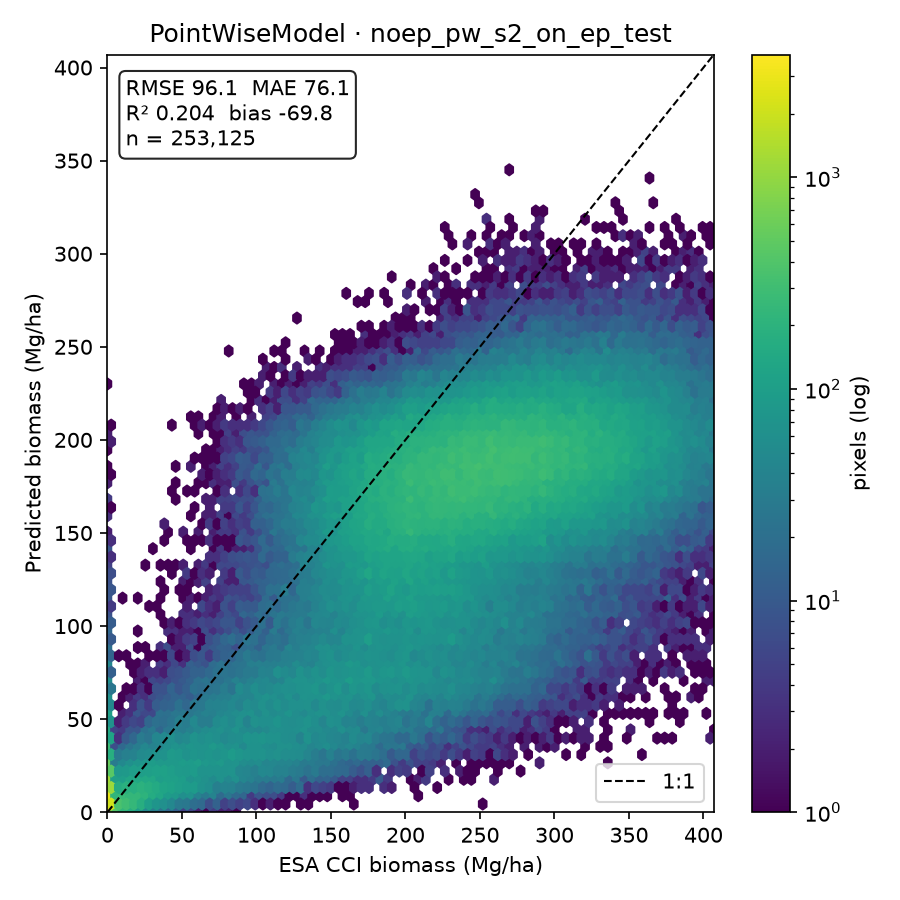 PointWiseModel · noep_pw_s2_on_ep_test
RMSE 96.1  MAE 76.1
R² 0.204  bias -69.8
n = 253,125
400
350
300
250
200
150
100
50
0
Predicted biomass (Mg/ha)
0 50 100 150 200 250 300 350 400
ESA CCI biomass (Mg/ha)
1:1
10³
10²
10¹
10⁰
pixels (log)